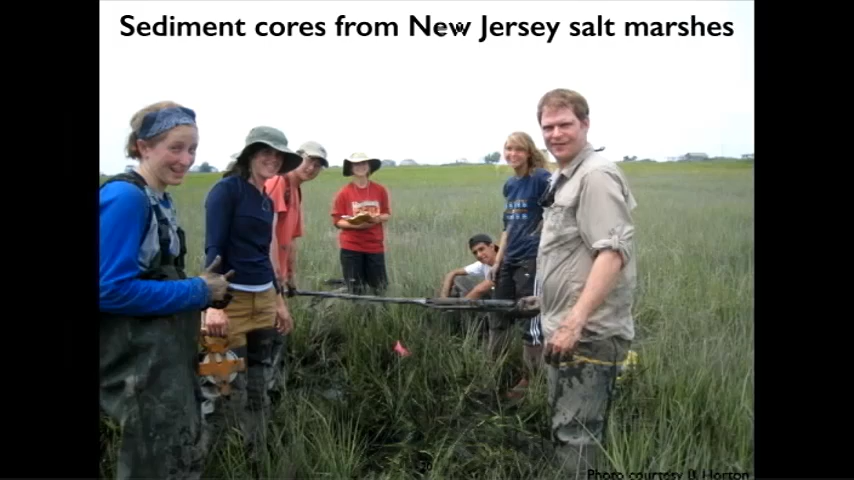 Sediment cores from New Jersey salt marshes
Photo courtesy B. Horton